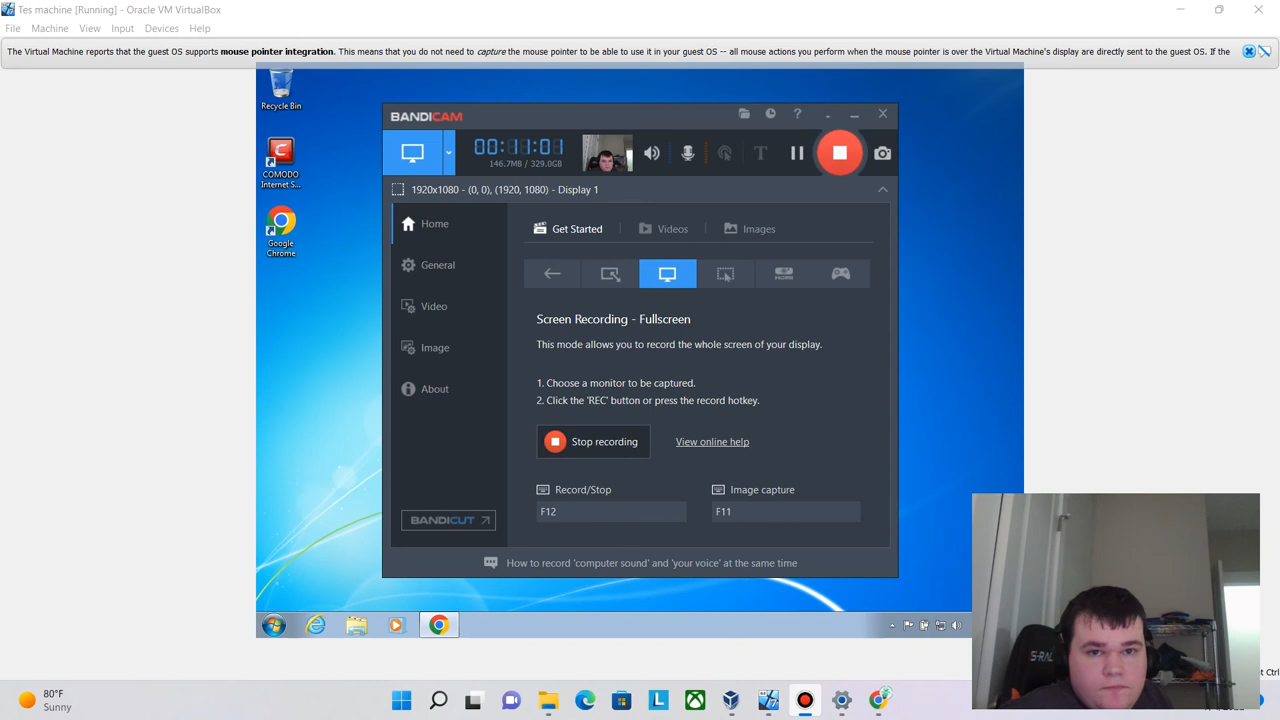 Tes machine [Running] - Oracle VM VirtualBox
File Machine View Input Devices Help
The Virtual Machine reports that the guest OS supports mouse pointer integration. This means that you do not need to capture the mouse pointer to be able to use it in your guest OS -- all mouse actions you perform when the mouse pointer is over the Virtual Machine's display are directly sent to the guest OS. If the
Recycle Bin
COMODO
Internet S...
Google
Chrome
BANDICAM
00:11:01
146.7MB / 329.0GB
1920x1080 - (0, 0), (1920, 1080) - Display 1
Home
General
Video
Image
About
BANDICUT
Get Started
Videos
Images
Screen Recording - Fullscreen
This mode allows you to record the whole screen of your display.
1. Choose a monitor to be captured.
2. Click the 'REC' button or press the record hotkey.
Stop recording
View online help
Record/Stop
Image capture
F12
F11
How to record 'computer sound' and 'your voice' at the same time
Ctrl
80°F
Sunny